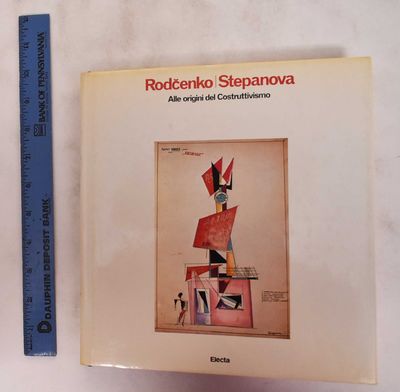 Rodčenko | Stepanova
Alle origini del Costruttivismo
Electa
BANK OF PENNSYLVANIA
DAUPHIN DEPOSIT BANK